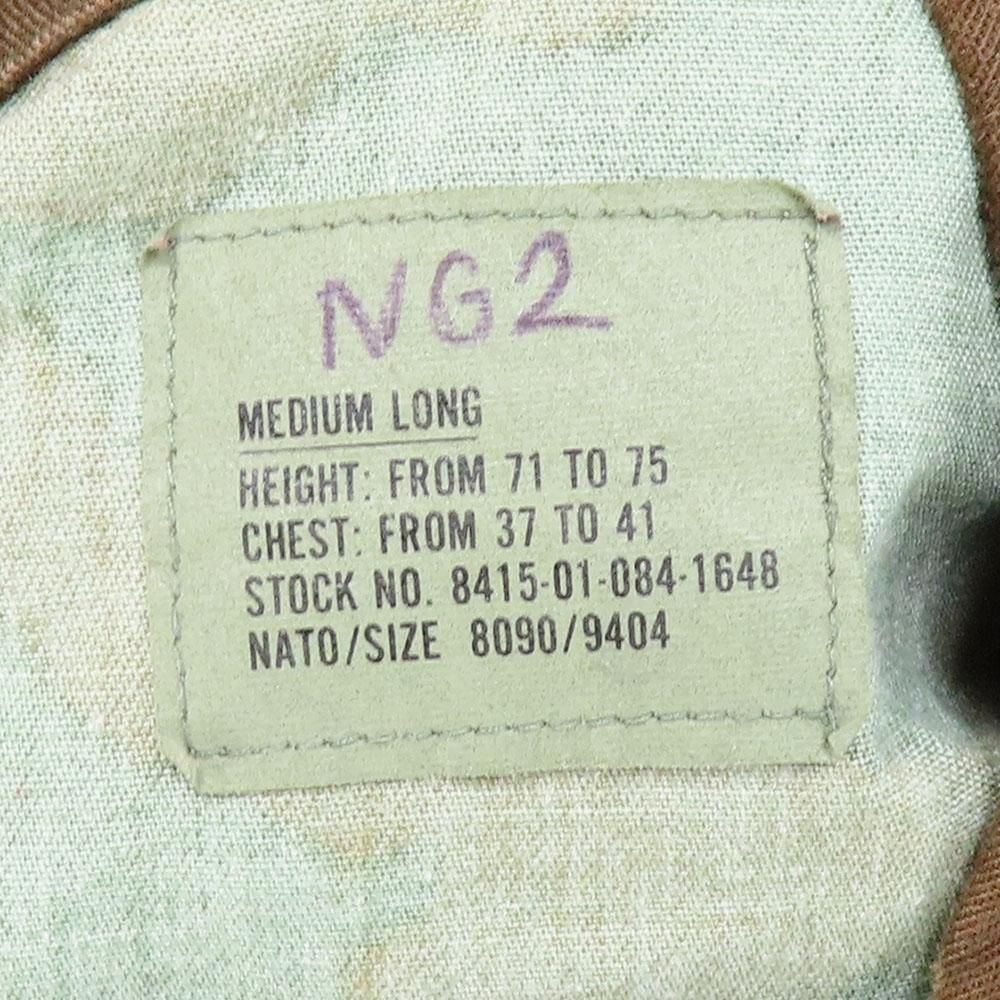 NG2
MEDIUM LONG
HEIGHT: FROM 71 TO 75
CHEST: FROM 37 TO 41
STOCK NO. 8415-01-084-1648
NATO/SIZE 8090/9404